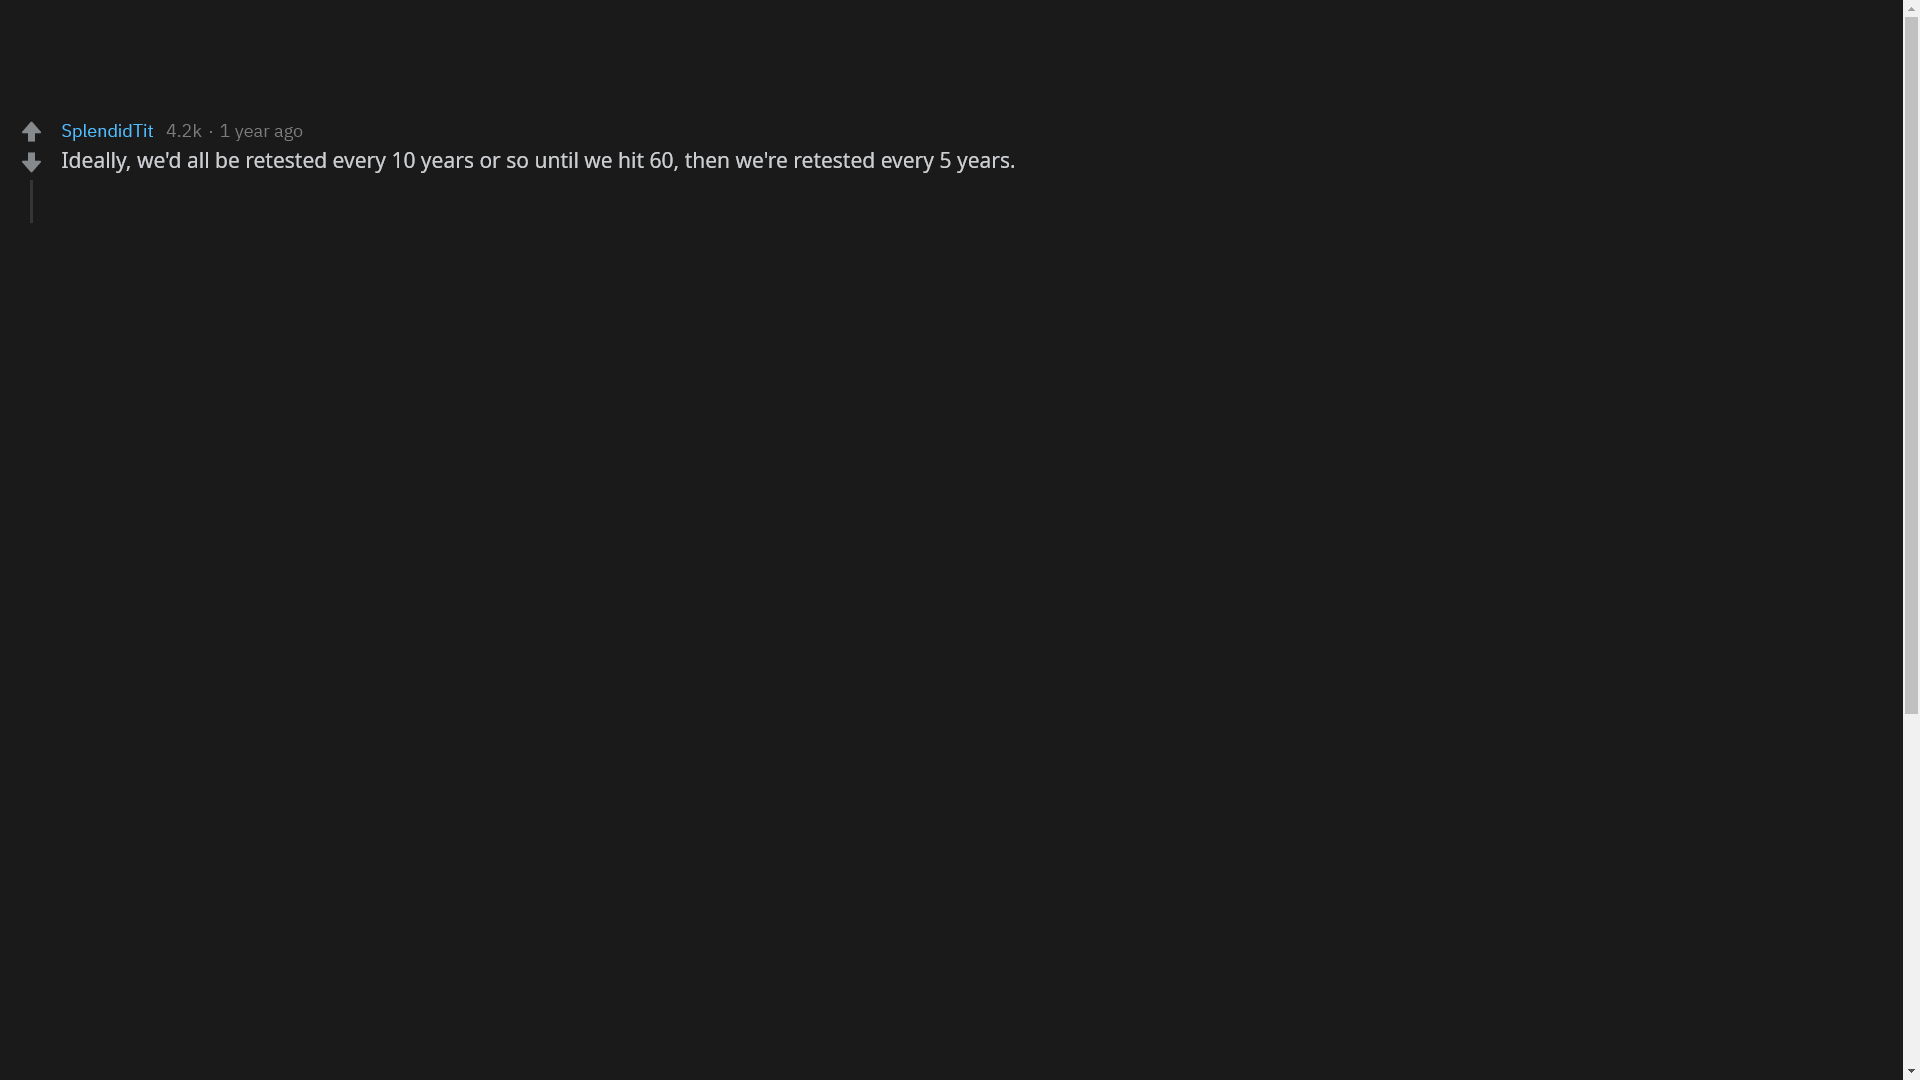 SplendidTit 4.2k · 1 year ago
Ideally, we'd all be retested every 10 years or so until we hit 60, then we're retested every 5 years.